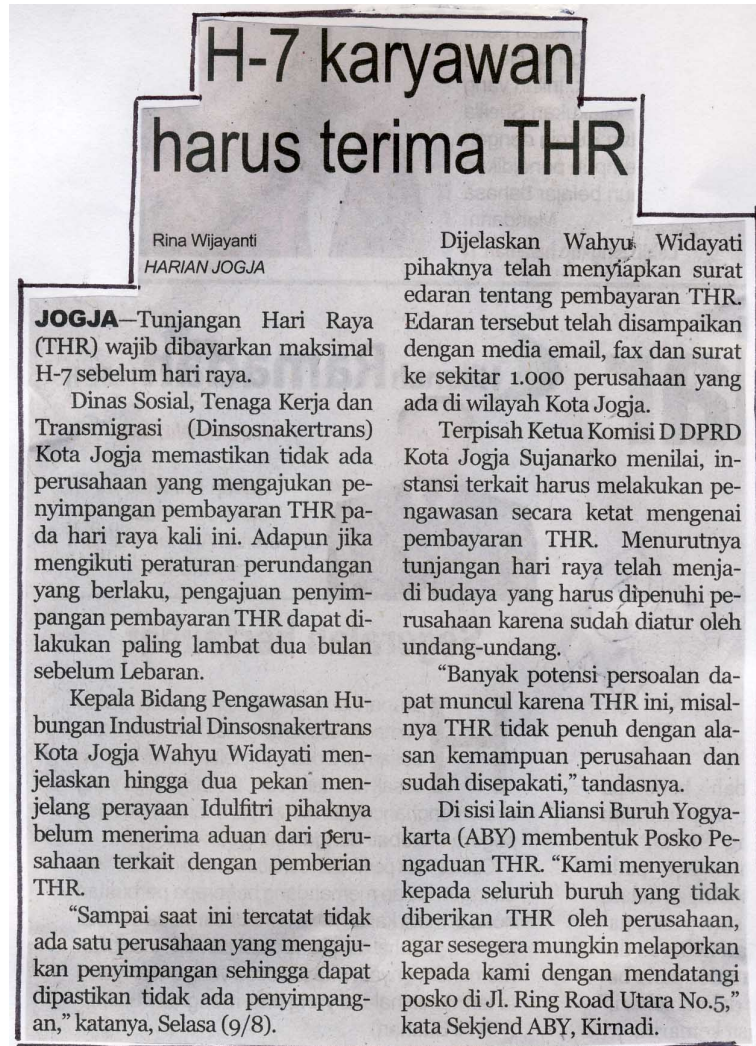 H-7 karyawan
harus terima THR
Rina Wijayanti
HARIAN JOGJA
JOGJA—Tunjangan Hari Raya
(THR) wajib dibayarkan maksimal
H-7 sebelum hari raya.
Dinas Sosial, Tenaga Kerja dan
Transmigrasi (Dinsosnakertrans)
Kota Jogja memastikan tidak ada
perusahaan yang mengajukan pe-
nyimpangan pembayaran THR pa-
da hari raya kali ini. Adapun jika
mengikuti peraturan perundangan
yang berlaku, pengajuan penyim-
pangan pembayaran THR dapat di-
lakukan paling lambat dua bulan
sebelum Lebaran.
Kepala Bidang Pengawasan Hu-
bungan Industrial Dinsosnakertrans
Kota Jogja Wahyu Widayati men-
jelaskan hingga dua pekan men-
jelang perayaan Idulfitri pihaknya
belum menerima aduan dari peru-
sahaan terkait dengan pemberian
THR.
“Sampai saat ini tercatat tidak
ada satu perusahaan yang mengaju-
kan penyimpangan sehingga dapat
dipastikan tidak ada penyimpang-
an,” katanya, Selasa (9/8).
Dijelaskan Wahyu Widayati
pihaknya telah menyiapkan surat
edaran tentang pembayaran THR.
Edaran tersebut telah disampaikan
dengan media email, fax dan surat
ke sekitar 1.000 perusahaan yang
ada di wilayah Kota Jogja.
Terpisah Ketua Komisi D DPRD
Kota Jogja Sujanarko menilai, in-
stansi terkait harus melakukan pe-
ngawasan secara ketat mengenai
pembayaran THR. Menurutnya
tunjangan hari raya telah menja-
di budaya yang harus dipenuhi pe-
rusahaan karena sudah diatur oleh
undang-undang.
“Banyak potensi persoalan da-
pat muncul karena THR ini, misal-
nya THR tidak penuh dengan ala-
san kemampuan perusahaan dan
sudah disepakati,” tandasnya.
Di sisi lain Aliansi Buruh Yogya-
karta (ABY) membentuk Posko Pe-
ngaduan THR. “Kami menyerukan
kepada seluruh buruh yang tidak
diberikan THR oleh perusahaan,
agar sesegera mungkin melaporkan
kepada kami dengan mendatangi
posko di Jl. Ring Road Utara No.5,”
kata Sekjend ABY, Kirnadi.